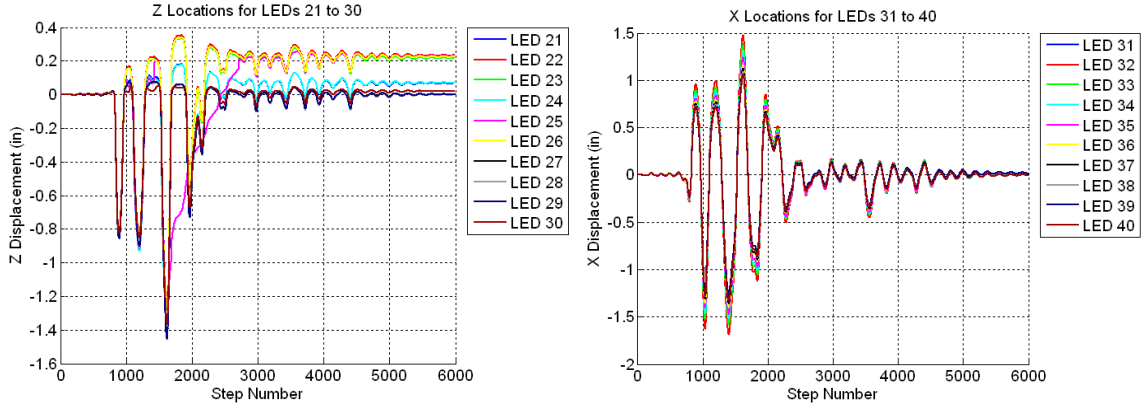 Z Locations for LEDs 21 to 30
Z Displacement (in)
0.4
0.2
0
-0.2
-0.4
-0.6
-0.8
-1
-1.2
-1.4
-1.6
0 1000 2000 3000 4000 5000 6000
Step Number
LED 21
LED 22
LED 23
LED 24
LED 25
LED 26
LED 27
LED 28
LED 29
LED 30
X Locations for LEDs 31 to 40
X Displacement (in)
1.5
1
0.5
0
-0.5
-1
-1.5
-2
0 1000 2000 3000 4000 5000 6000
Step Number
LED 31
LED 32
LED 33
LED 34
LED 35
LED 36
LED 37
LED 38
LED 39
LED 40